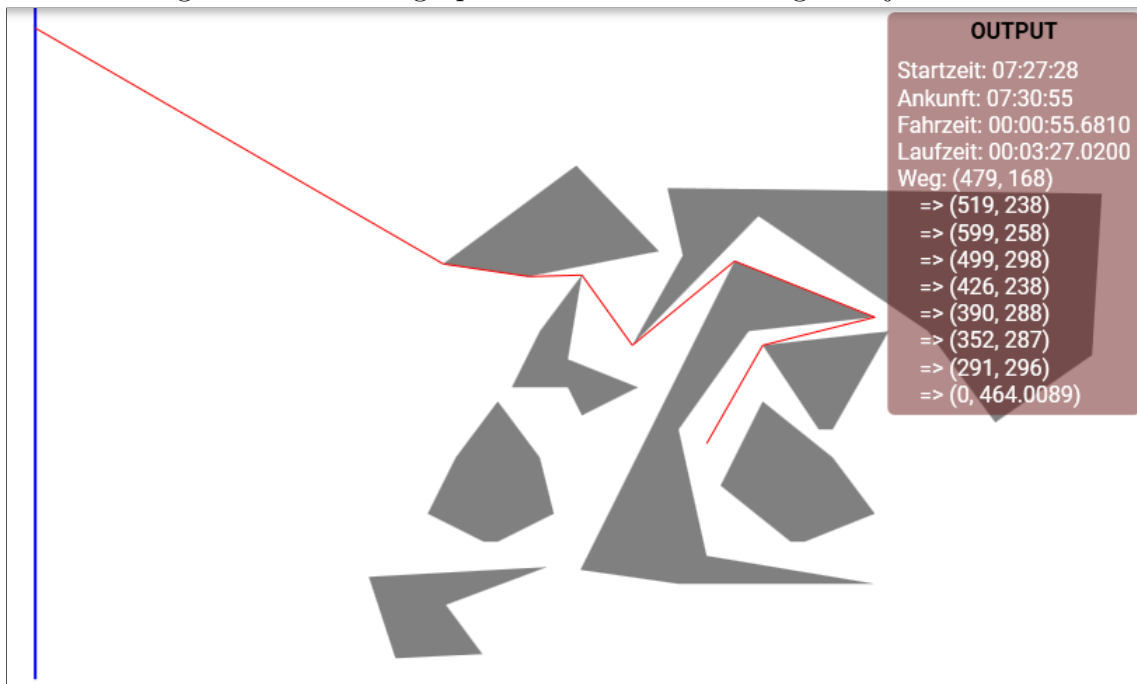 OUTPUT
Startzeit: 07:27:28
Ankunft: 07:30:55
Fahrzeit: 00:00:55.6810
Laufzeit: 00:03:27.0200
Weg: (479, 168)
=> (519, 238)
=> (599, 258)
=> (499, 298)
=> (426, 238)
=> (390, 288)
=> (352, 287)
=> (291, 296)
=> (0, 464.0089)